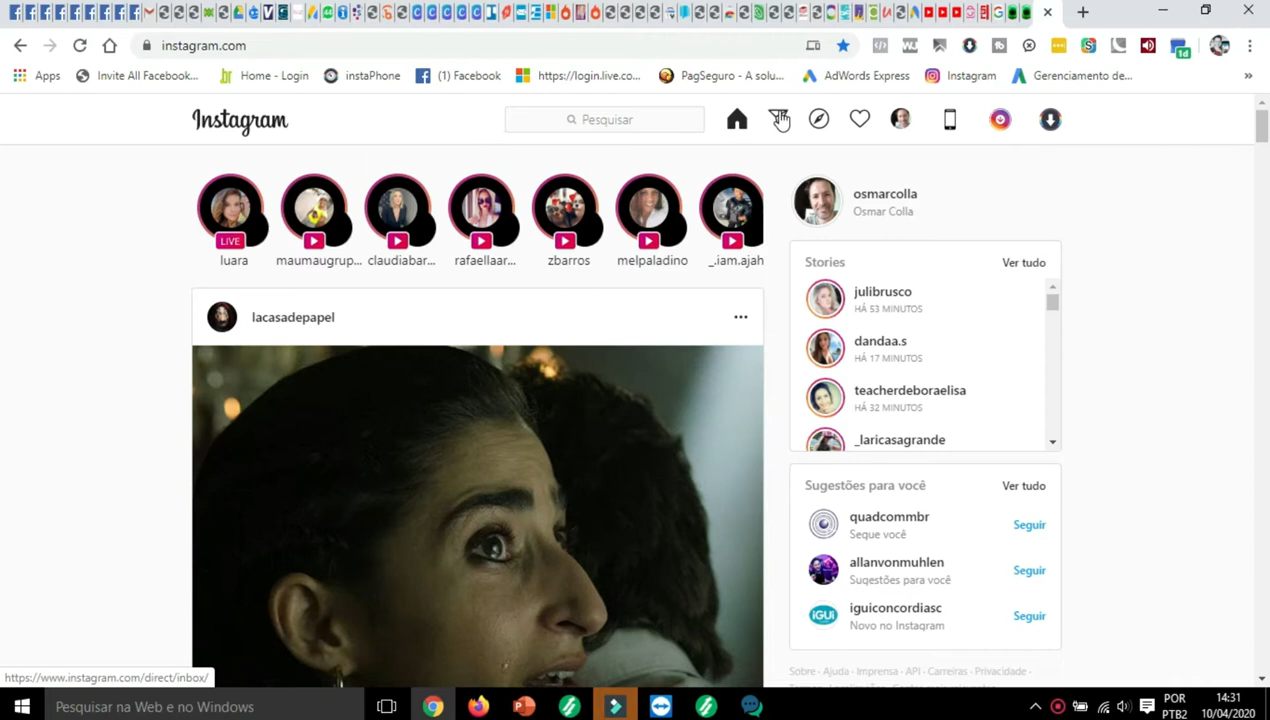 instagram.com
1d
Apps
Invite All Facebook...
Home - Login
instaPhone
(1) Facebook
https://login.live.co...
PagSeguro - A solu...
AdWords Express
Instagram
Gerenciamento de...
»
Instagram
Pesquisar
LIVE
luara
maumaugrup...
claudiabar...
rafaellaar...
zbarros
melpaladino
_.iam.ajah
osmarcolla
Osmar Colla
Stories
Ver tudo
julibrusco
HÁ 53 MINUTOS
dandaa.s
HÁ 17 MINUTOS
teacherdeboraelisa
HÁ 32 MINUTOS
_laricasagrande
lacasadepapel
Sugestões para você
Ver tudo
quadcommbr
Segue você
Seguir
allanvonmuhlen
Sugestões para você
Seguir
iGUi
iguiconcordiasc
Novo no Instagram
Seguir
Sobre · Ajuda · Imprensa · API · Carreiras · Privacidade ·
https://www.instagram.com/direct/inbox/
Pesquisar na Web e no Windows
POR
PTB2
14:31
10/04/2020